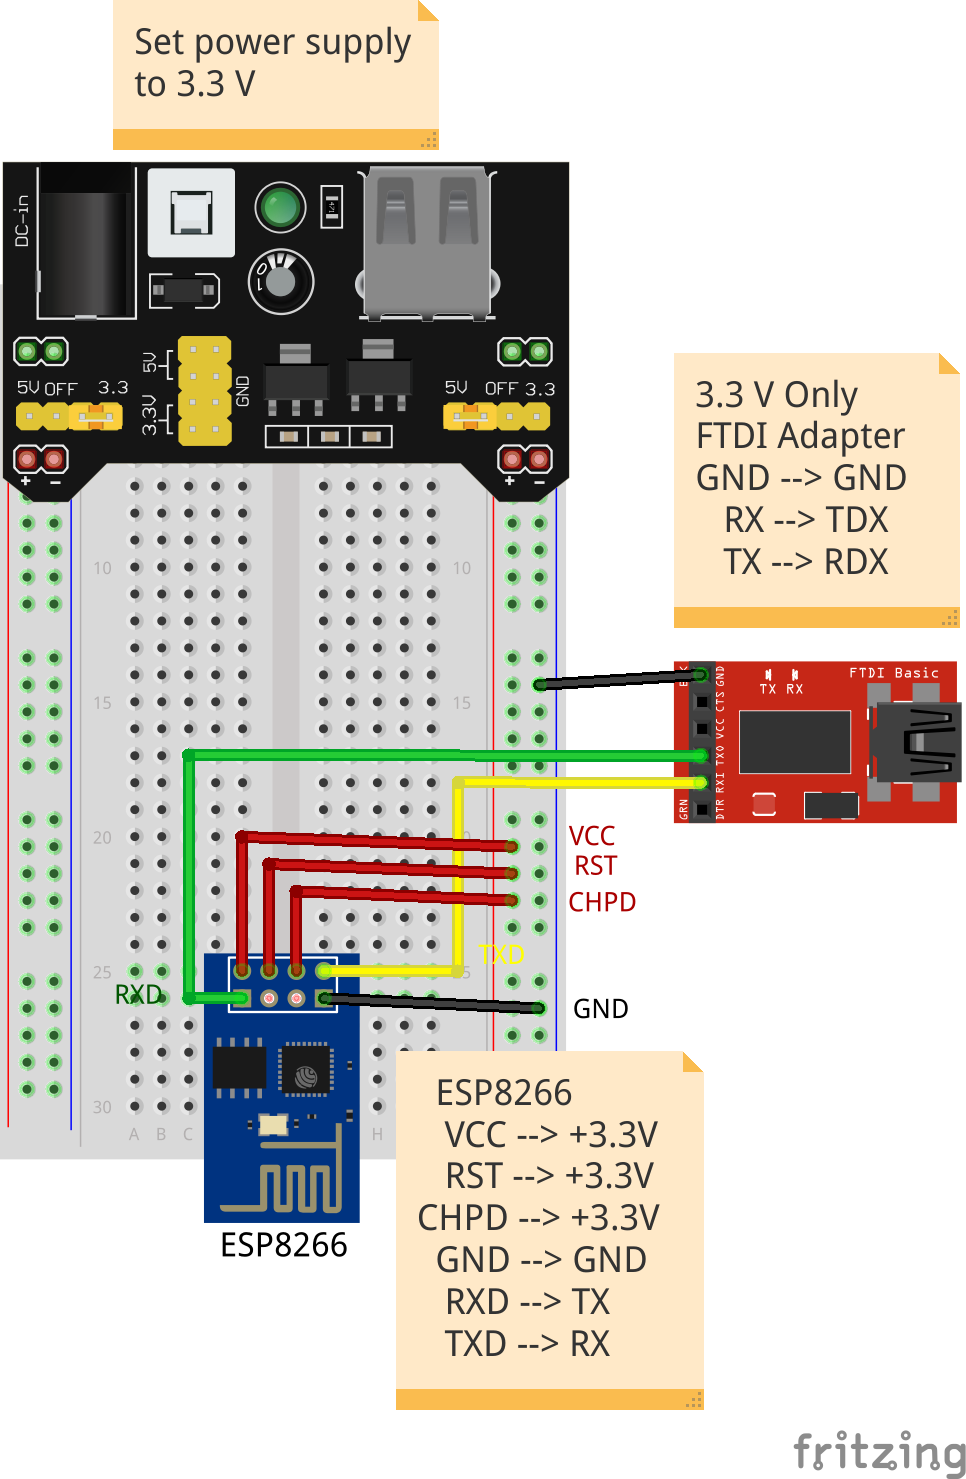 Set power supply
to 3.3 V
DC-in
471
0
1
5V
3.3V
GND
5V OFF 3.3
5V OFF 3.3
+ −
+ −
3.3 V Only
FTDI Adapter
GND --> GND
RX --> TDX
TX --> RDX
10
10
15
15
20
25
30
A B C
H
BLK
GND
CTS
VCC
TXO
RXI
DTR
GRN
TX RX
FTDI Basic
VCC
RST
CHPD
TXD
RXD
GND
ESP8266
ESP8266
VCC --> +3.3V
RST --> +3.3V
CHPD --> +3.3V
GND --> GND
RXD --> TX
TXD --> RX
fritzing